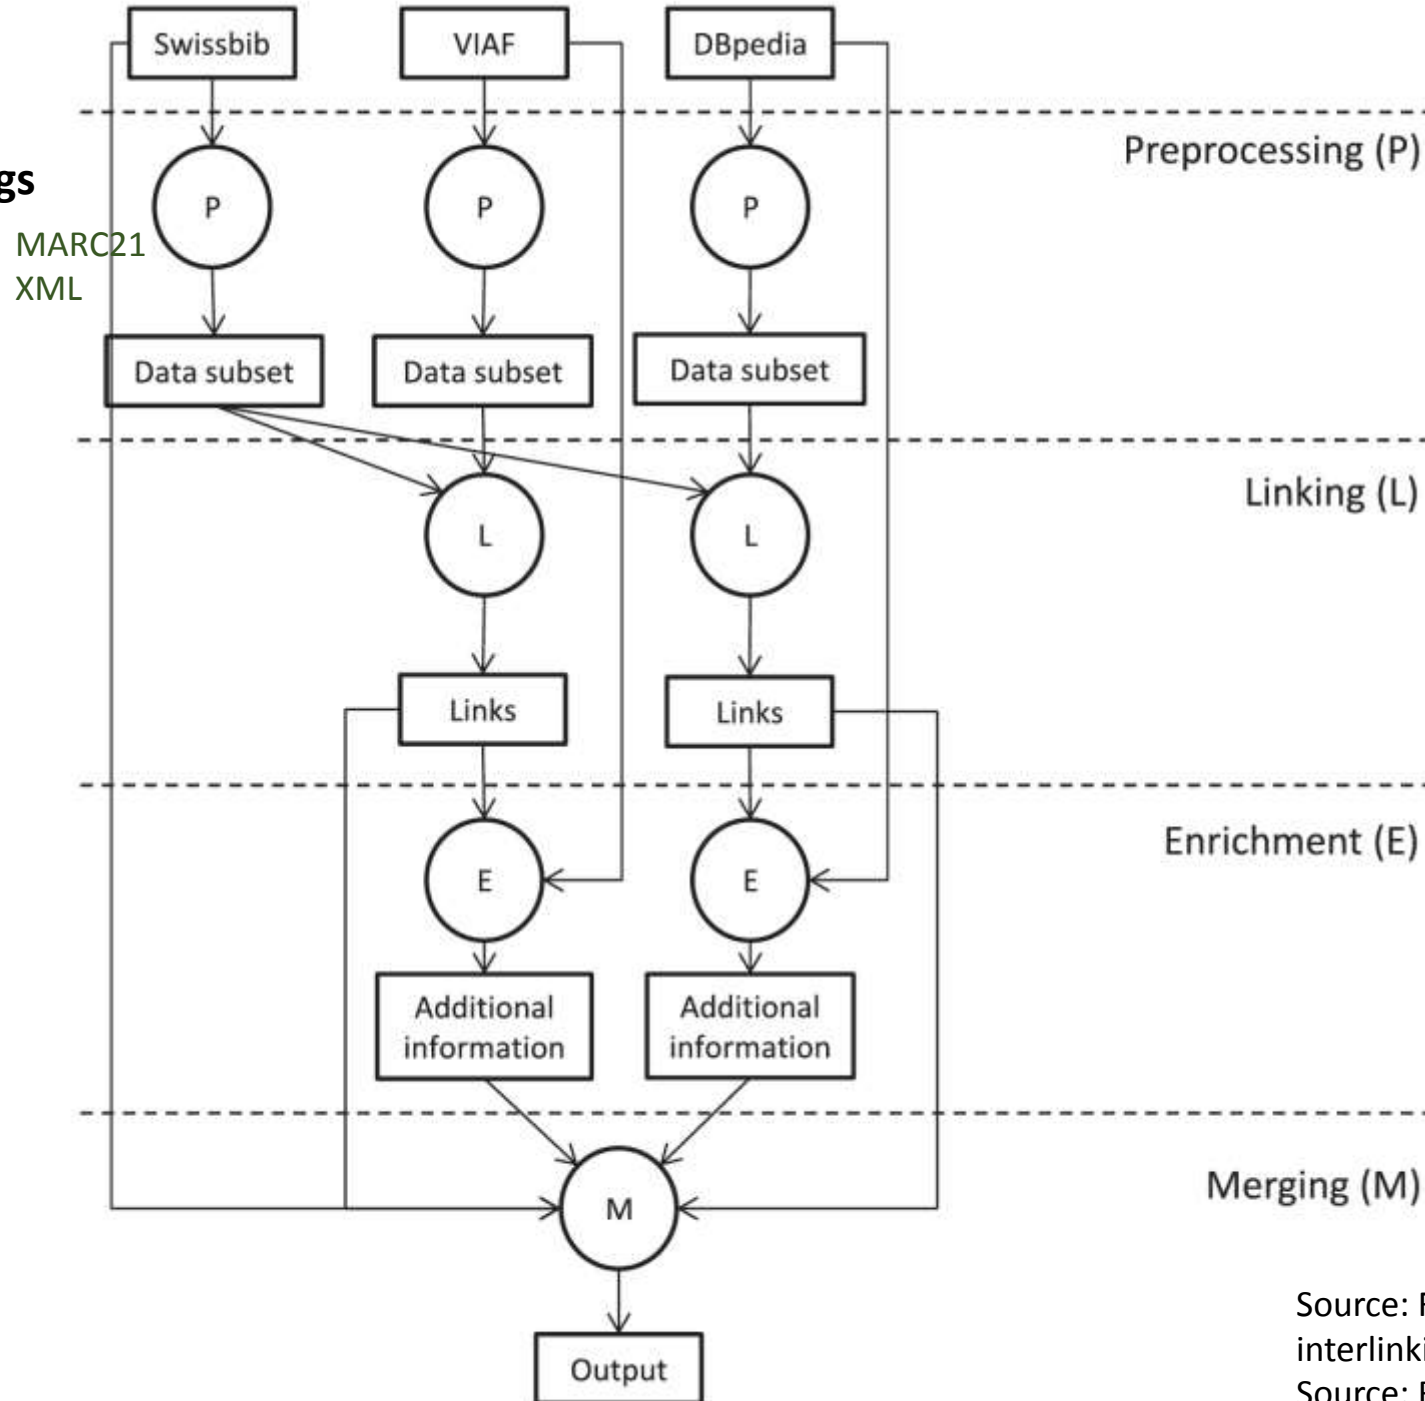 Swissbib
VIAF
DBpedia
Preprocessing (P)
gs
P
P
P
MARC21
XML
Data subset
Data subset
Data subset
Linking (L)
L
L
Links
Links
Enrichment (E)
E
E
Additional
information
Additional
information
Merging (M)
M
Source:
interlinki
Source:
Output